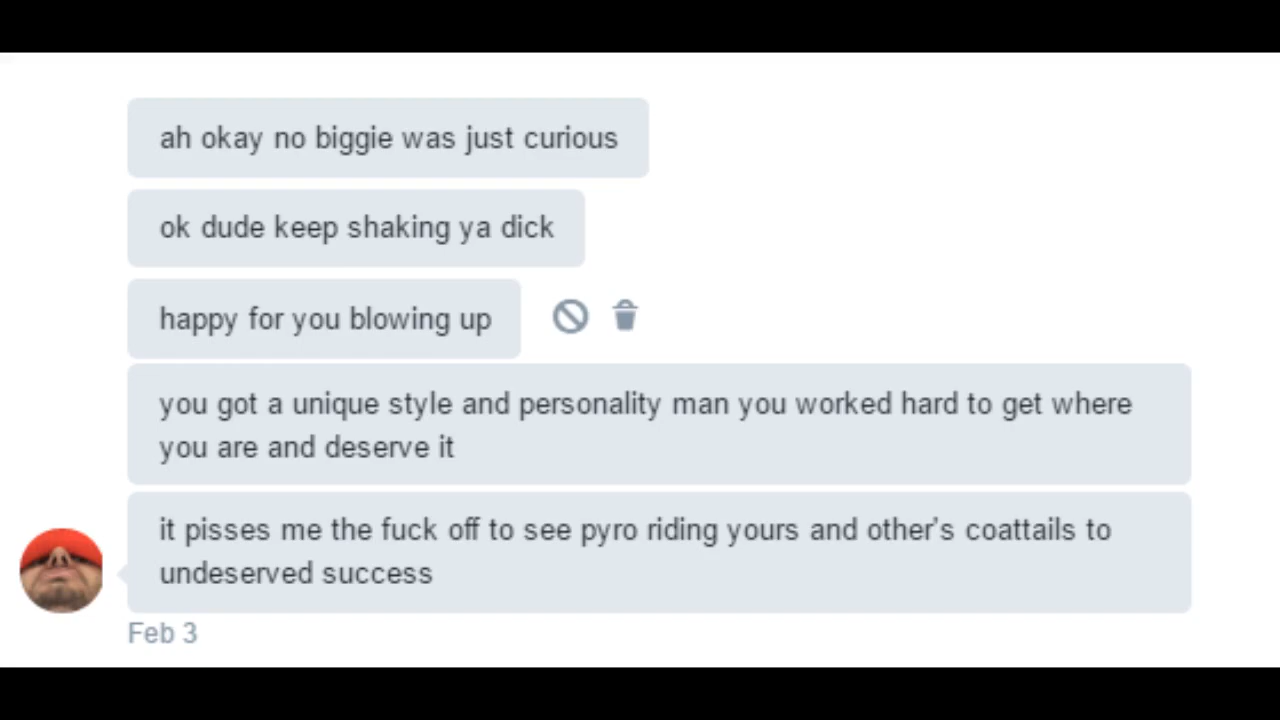 ah okay no biggie was just curious
ok dude keep shaking ya dick
happy for you blowing up
you got a unique style and personality man you worked hard to get where
you are and deserve it
it pisses me the fuck off to see pyro riding yours and other's coattails to
undeserved success
Feb 3